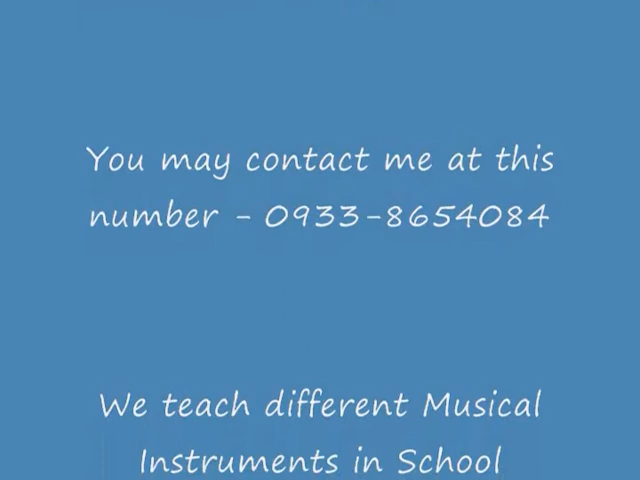 You may contact me at this
number - 0933-8654084
We teach different Musical
Instruments in School